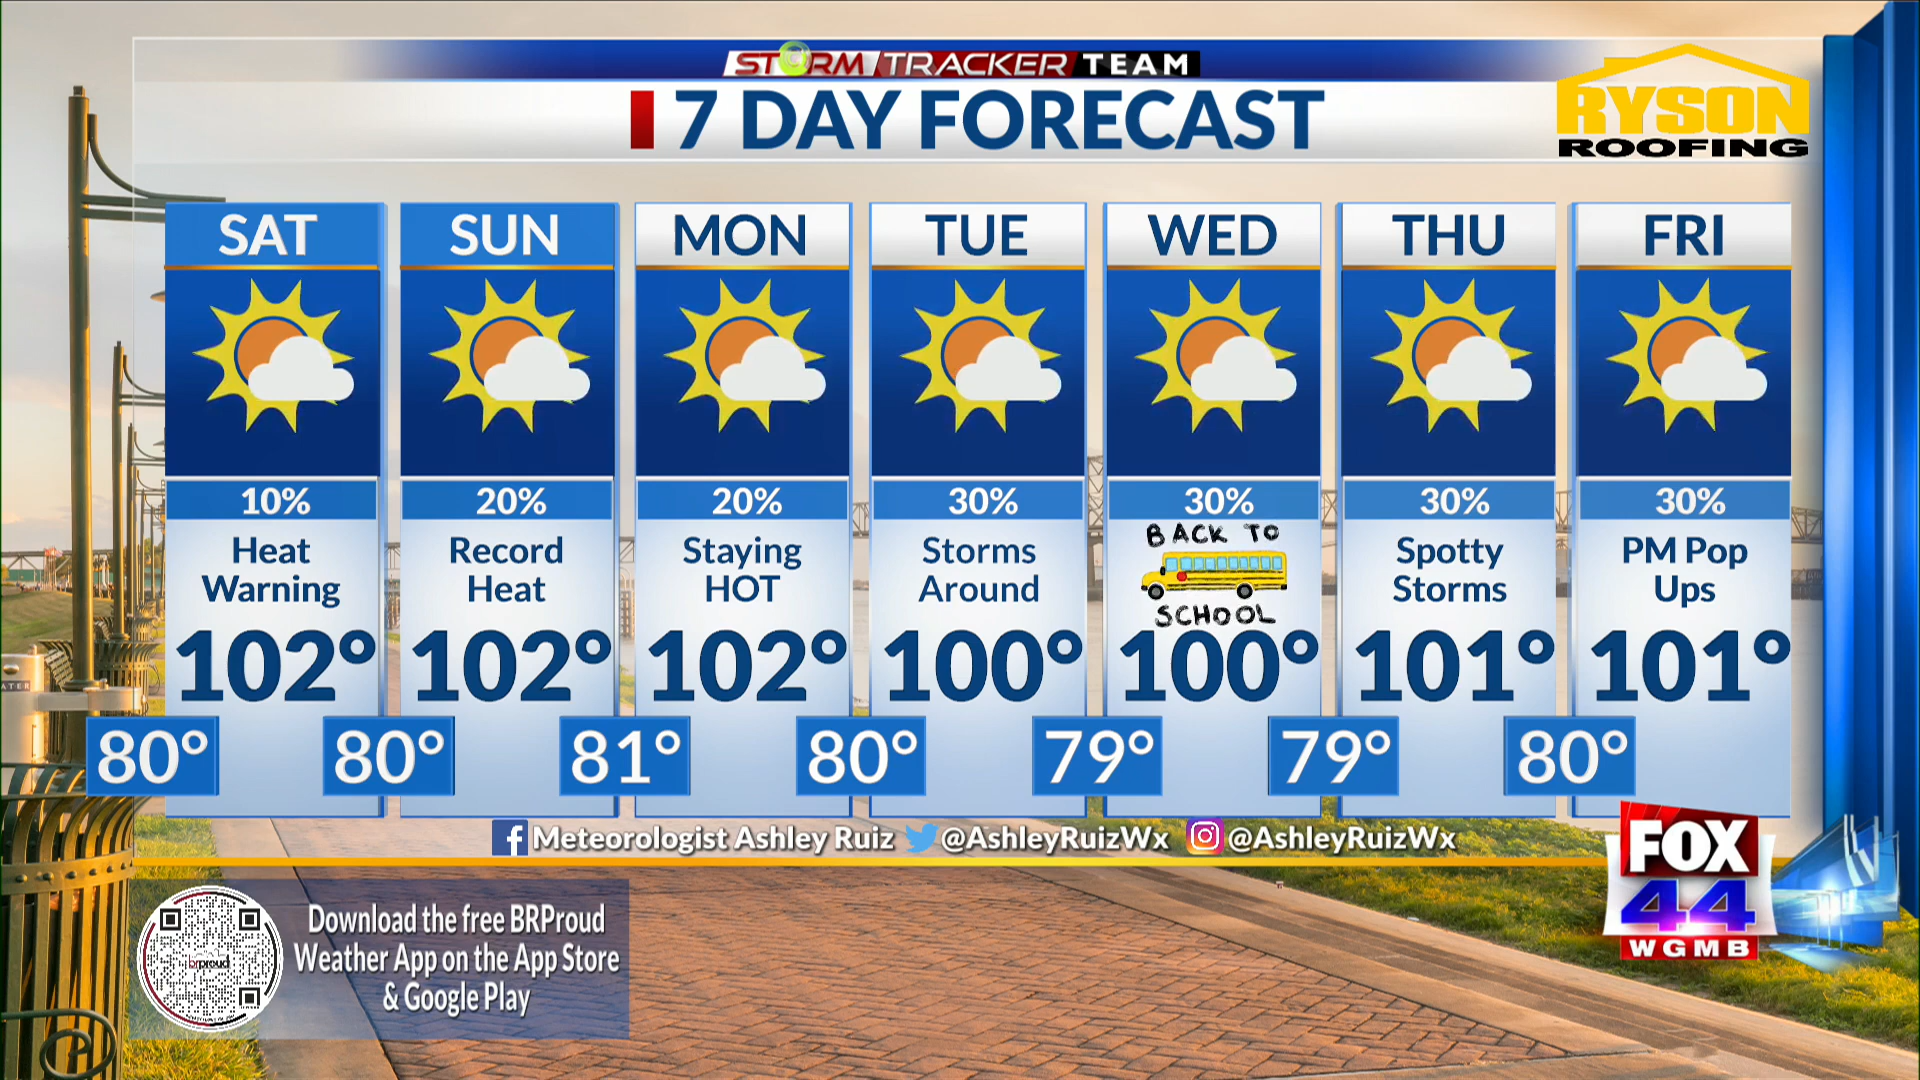 STORM TRACKER TEAM
7 DAY FORECAST
RYSON
ROOFING
SAT
SUN
MON
TUE
WED
THU
FRI
10%
20%
20%
30%
30%
30%
30%
Heat
Warning
Record
Heat
Staying
HOT
Storms
Around
BACK TO
SCHOOL
Spotty
Storms
PM Pop
Ups
102°
102°
102°
100°
100°
101°
101°
80°
80°
81°
80°
79°
79°
80°
Meteorologist Ashley Ruiz @AshleyRuizWx @AshleyRuizWx
FOX
44
WGMB
brproud
Download the free BRProud
Weather App on the App Store
& Google Play